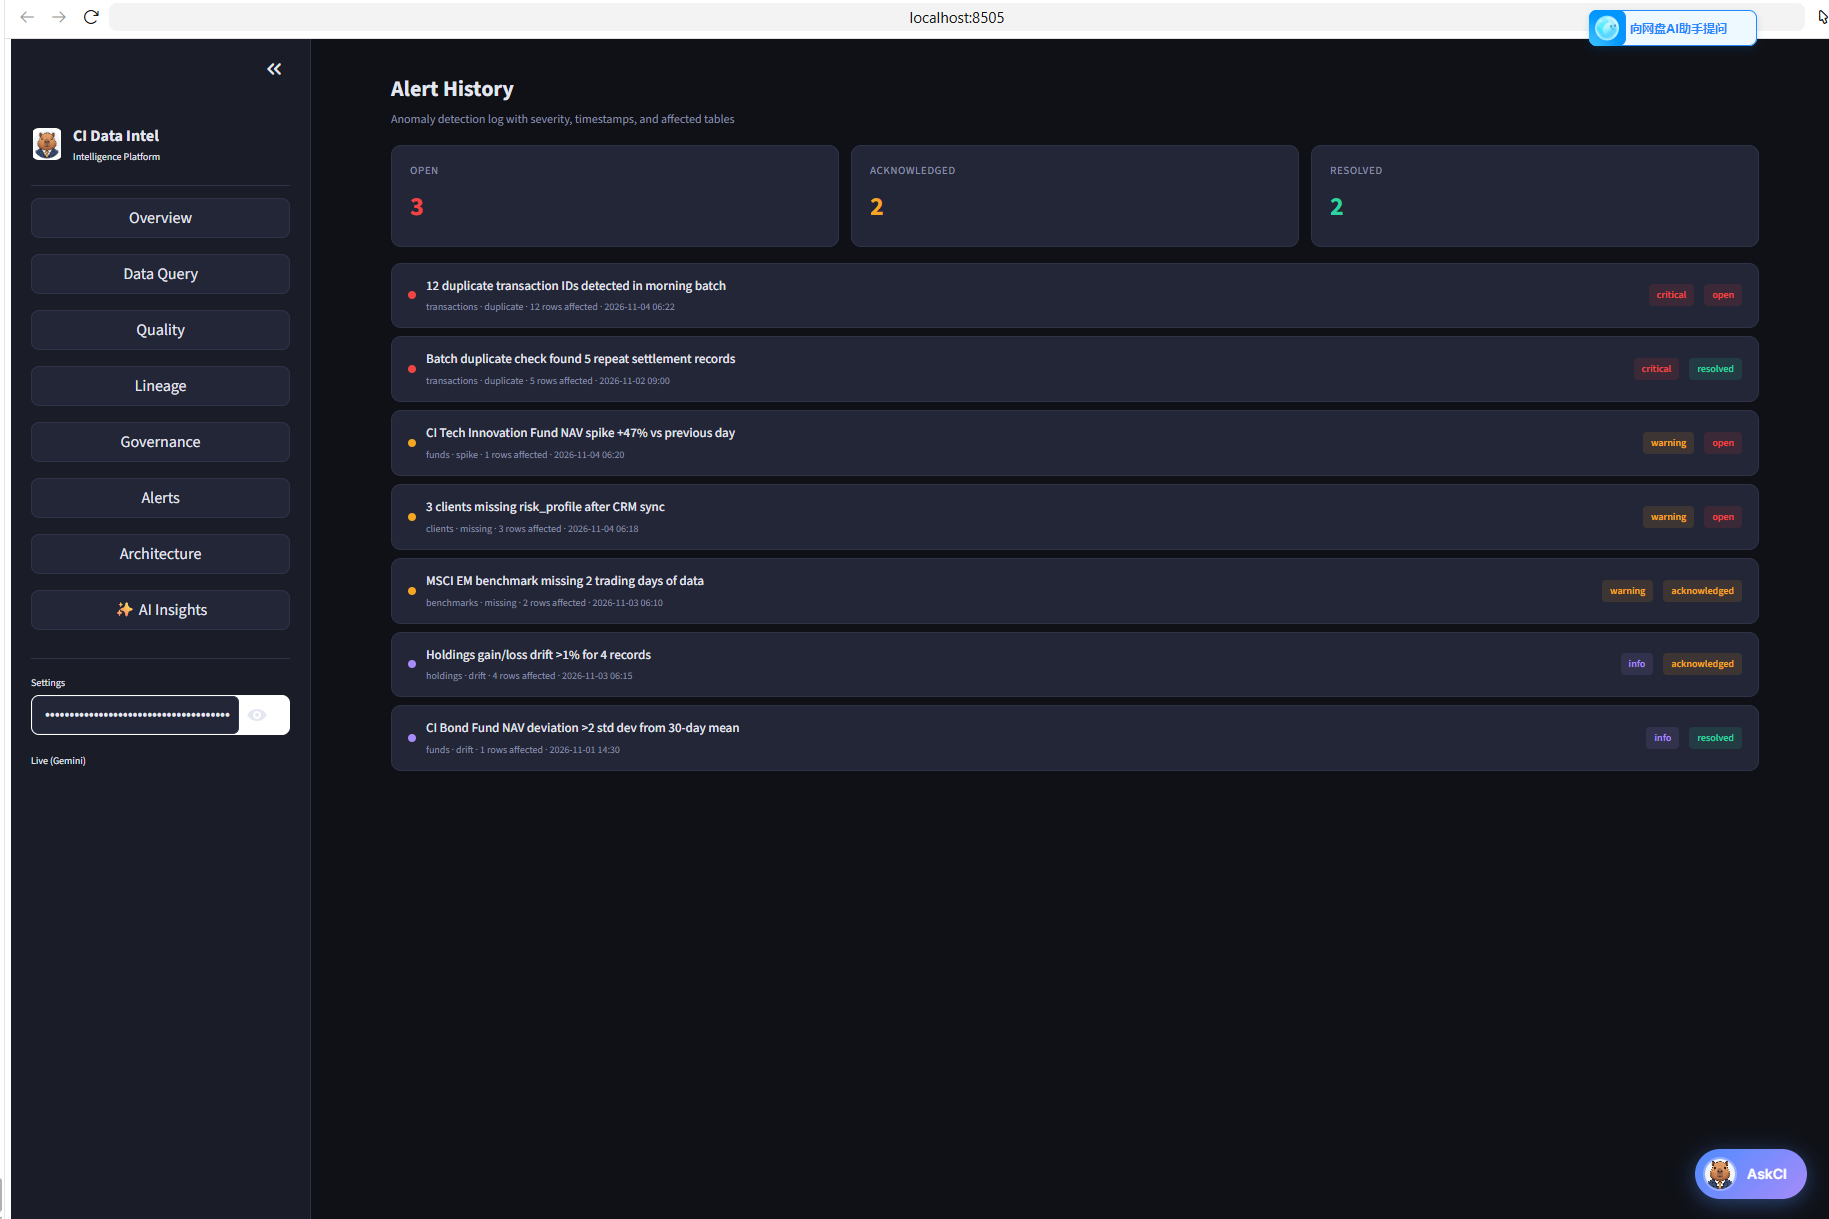 localhost:8505
向网盘AI助手提问
CI Data Intel
Intelligence Platform
Overview
Data Query
Quality
Lineage
Governance
Alerts
Architecture
✨ AI Insights
Settings
••••••••••••••••••••••••••••••••••••••
Live (Gemini)
Alert History
Anomaly detection log with severity, timestamps, and affected tables
OPEN
3
ACKNOWLEDGED
2
RESOLVED
2
12 duplicate transaction IDs detected in morning batch
transactions · duplicate · 12 rows affected · 2026-11-04 06:22
critical open
Batch duplicate check found 5 repeat settlement records
transactions · duplicate · 5 rows affected · 2026-11-02 09:00
critical resolved
CI Tech Innovation Fund NAV spike +47% vs previous day
funds · spike · 1 rows affected · 2026-11-04 06:20
warning open
3 clients missing risk_profile after CRM sync
clients · missing · 3 rows affected · 2026-11-04 06:18
warning open
MSCI EM benchmark missing 2 trading days of data
benchmarks · missing · 2 rows affected · 2026-11-03 06:10
warning acknowledged
Holdings gain/loss drift >1% for 4 records
holdings · drift · 4 rows affected · 2026-11-03 06:15
info acknowledged
CI Bond Fund NAV deviation >2 std dev from 30-day mean
funds · drift · 1 rows affected · 2026-11-01 14:30
info resolved
AskCI